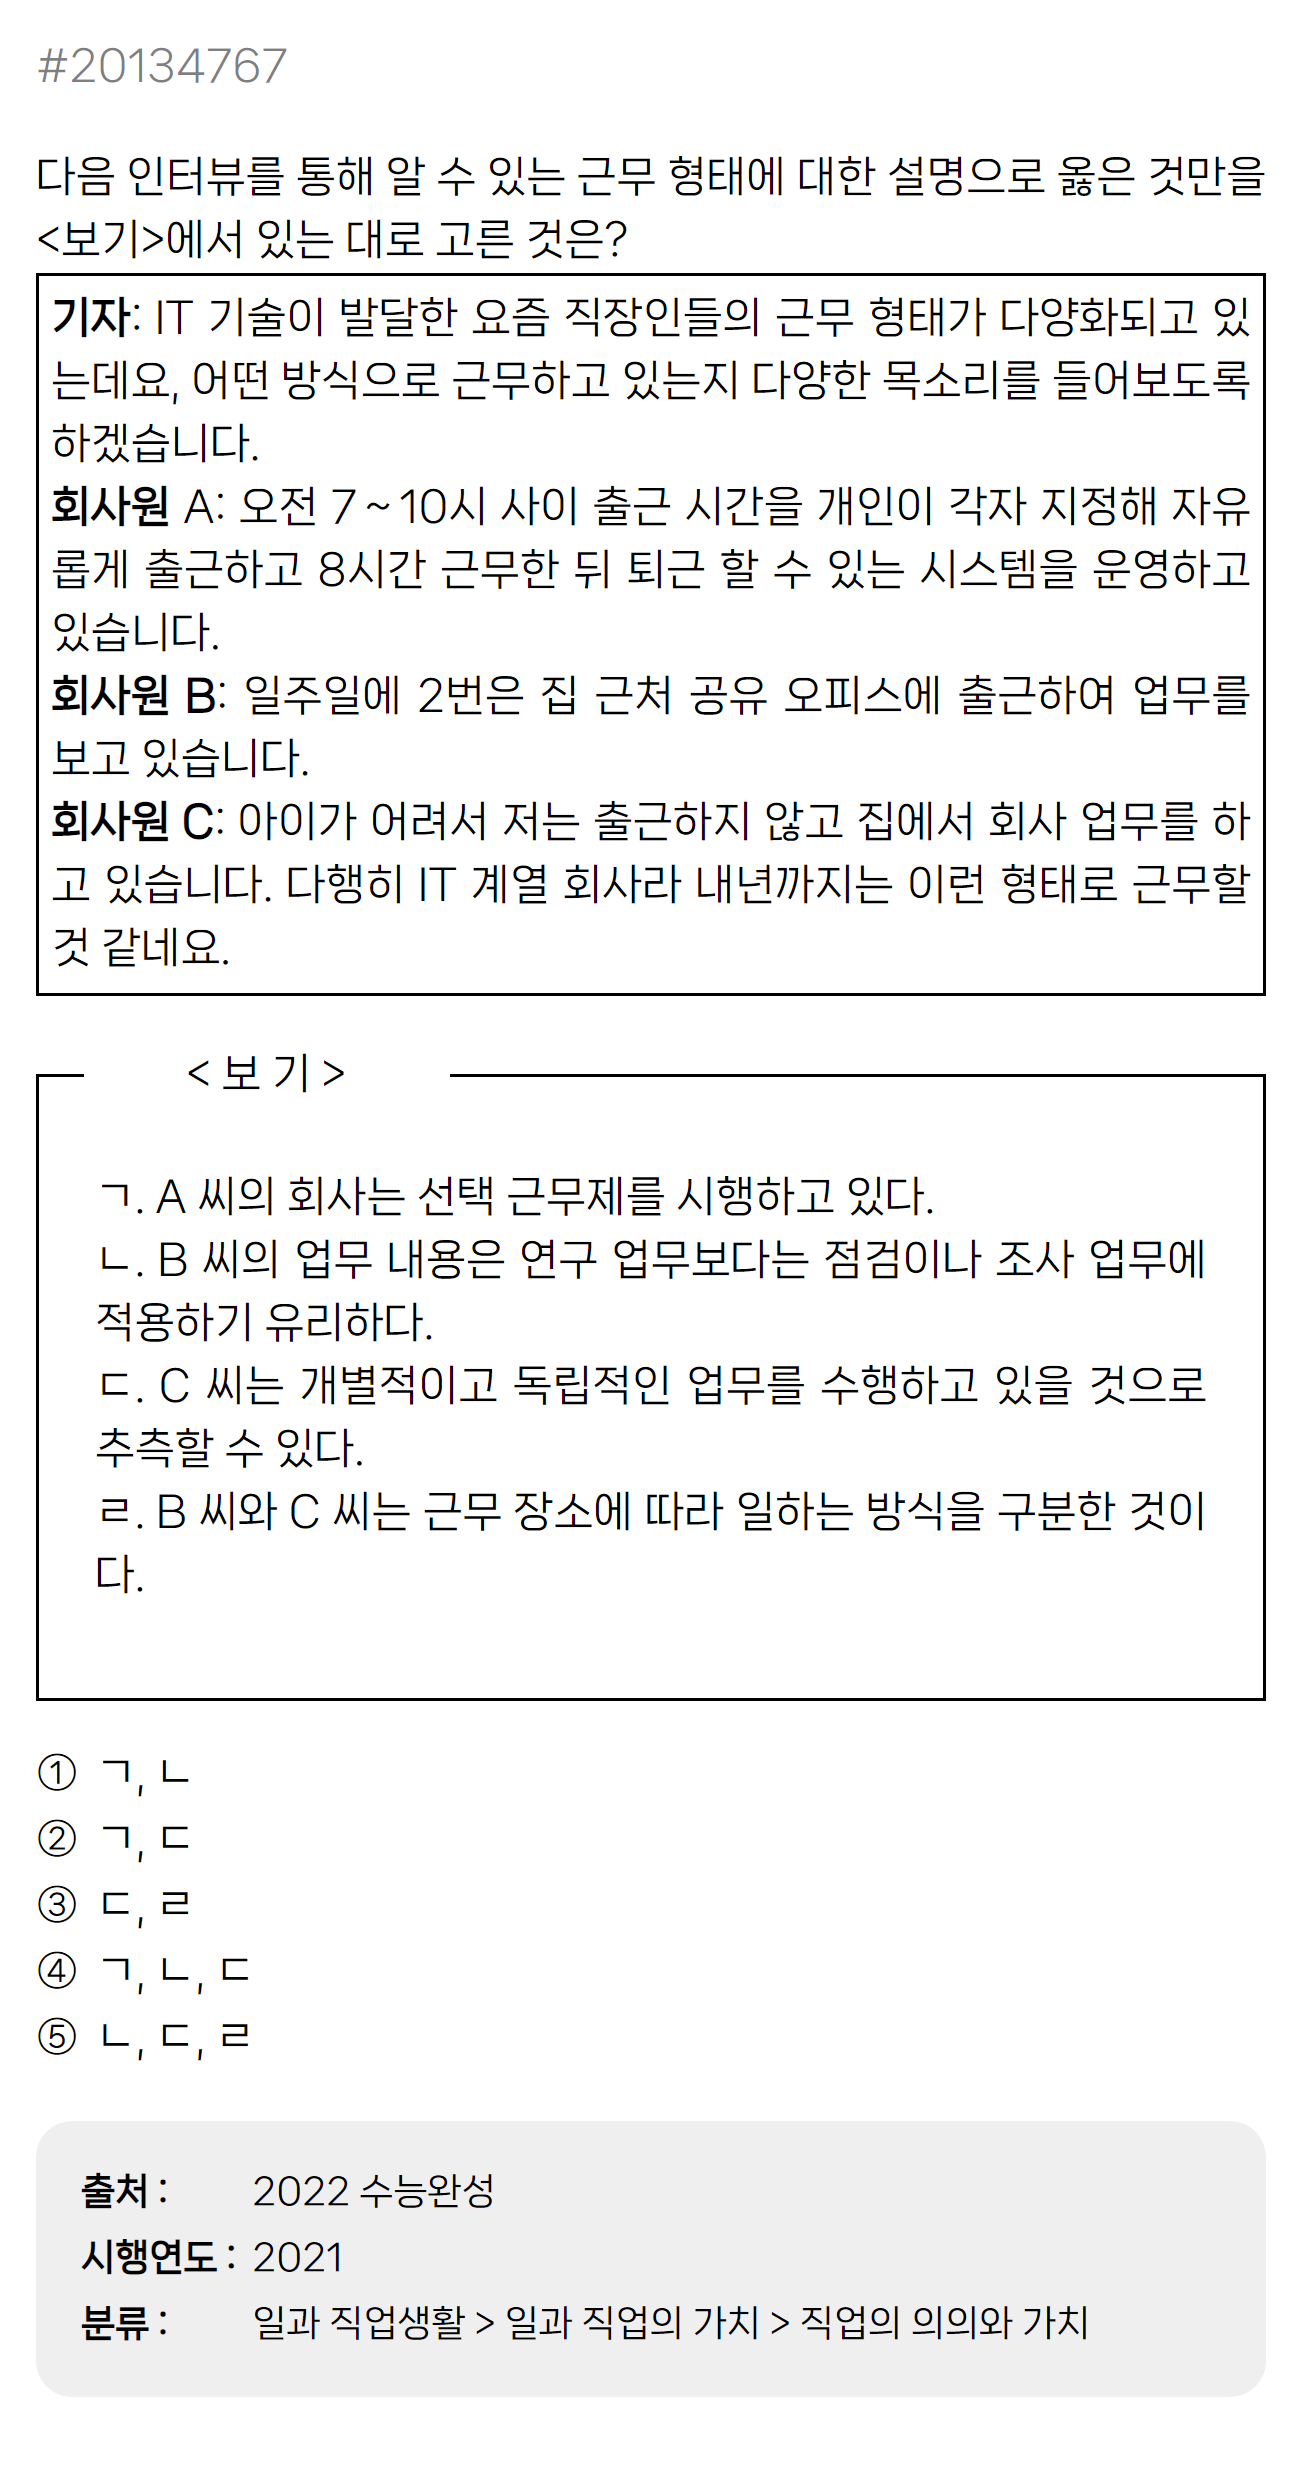 #20134767
다음 인터뷰를 통해 알 수 있는 근무 형태에 대한 설명으로 옳은 것만을
<보기>에서 있는 대로 고른 것은?
기자: IT 기술이 발달한 요즘 직장인들의 근무 형태가 다양화되고 있
는데요, 어떤 방식으로 근무하고 있는지 다양한 목소리를 들어보도록
하겠습니다.
회사원 A: 오전 7 ~ 10시 사이 출근 시간을 개인이 각자 지정해 자유
롭게 출근하고 8시간 근무한 뒤 퇴근 할 수 있는 시스템을 운영하고
있습니다.
회사원 B: 일주일에 2번은 집 근처 공유 오피스에 출근하여 업무를
보고 있습니다.
회사원 C: 아이가 어려서 저는 출근하지 않고 집에서 회사 업무를 하
고 있습니다. 다행히 IT 계열 회사라 내년까지는 이런 형태로 근무할
것 같네요.
< 보 기 >
ㄱ. A 씨의 회사는 선택 근무제를 시행하고 있다.
ㄴ. B 씨의 업무 내용은 연구 업무보다는 점검이나 조사 업무에
적용하기 유리하다.
ㄷ. C 씨는 개별적이고 독립적인 업무를 수행하고 있을 것으로
추측할 수 있다.
ㄹ. B 씨와 C 씨는 근무 장소에 따라 일하는 방식을 구분한 것이
다.
① ㄱ, ㄴ
② ㄱ, ㄷ
③ ㄷ, ㄹ
④ ㄱ, ㄴ, ㄷ
⑤ ㄴ, ㄷ, ㄹ
출처 : 2022 수능완성
시행연도 : 2021
분류 : 일과 직업생활 > 일과 직업의 가치 > 직업의 의의와 가치